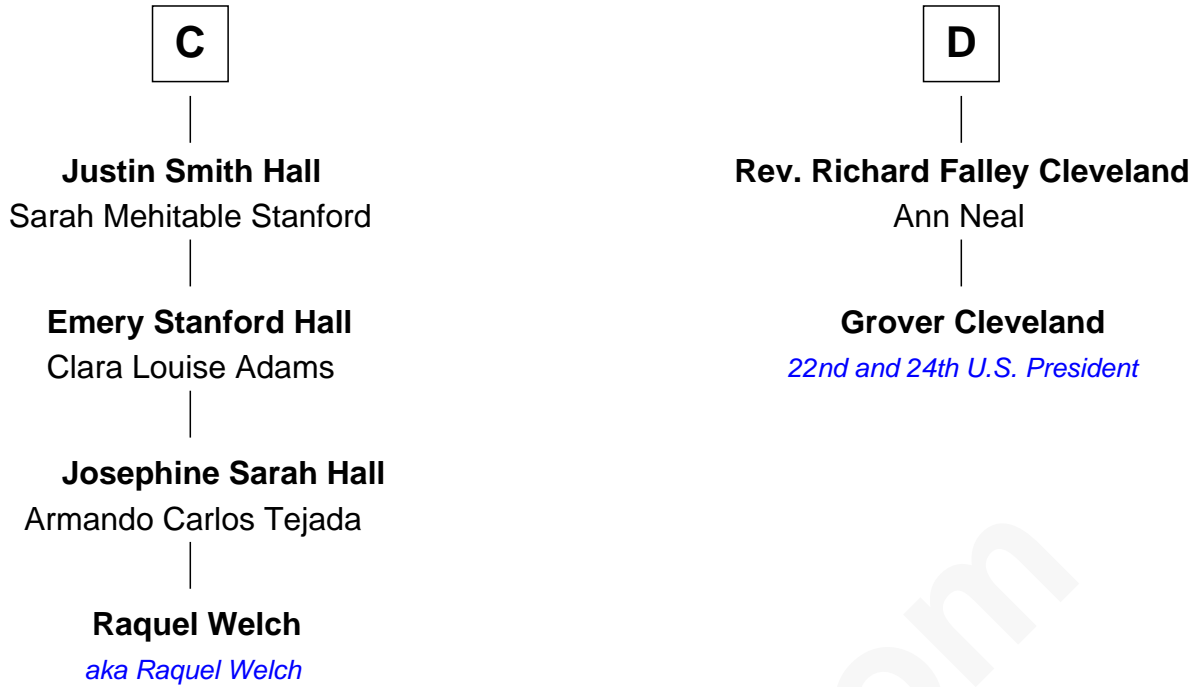 C
Justin Smith Hall
Sarah Mehitable Stanford
Emery Stanford Hall
Clara Louise Adams
Josephine Sarah Hall
Armando Carlos Tejada
Raquel Welch
aka Raquel Welch
D
Rev. Richard Falley Cleveland
Ann Neal
Grover Cleveland
22nd and 24th U.S. President
om